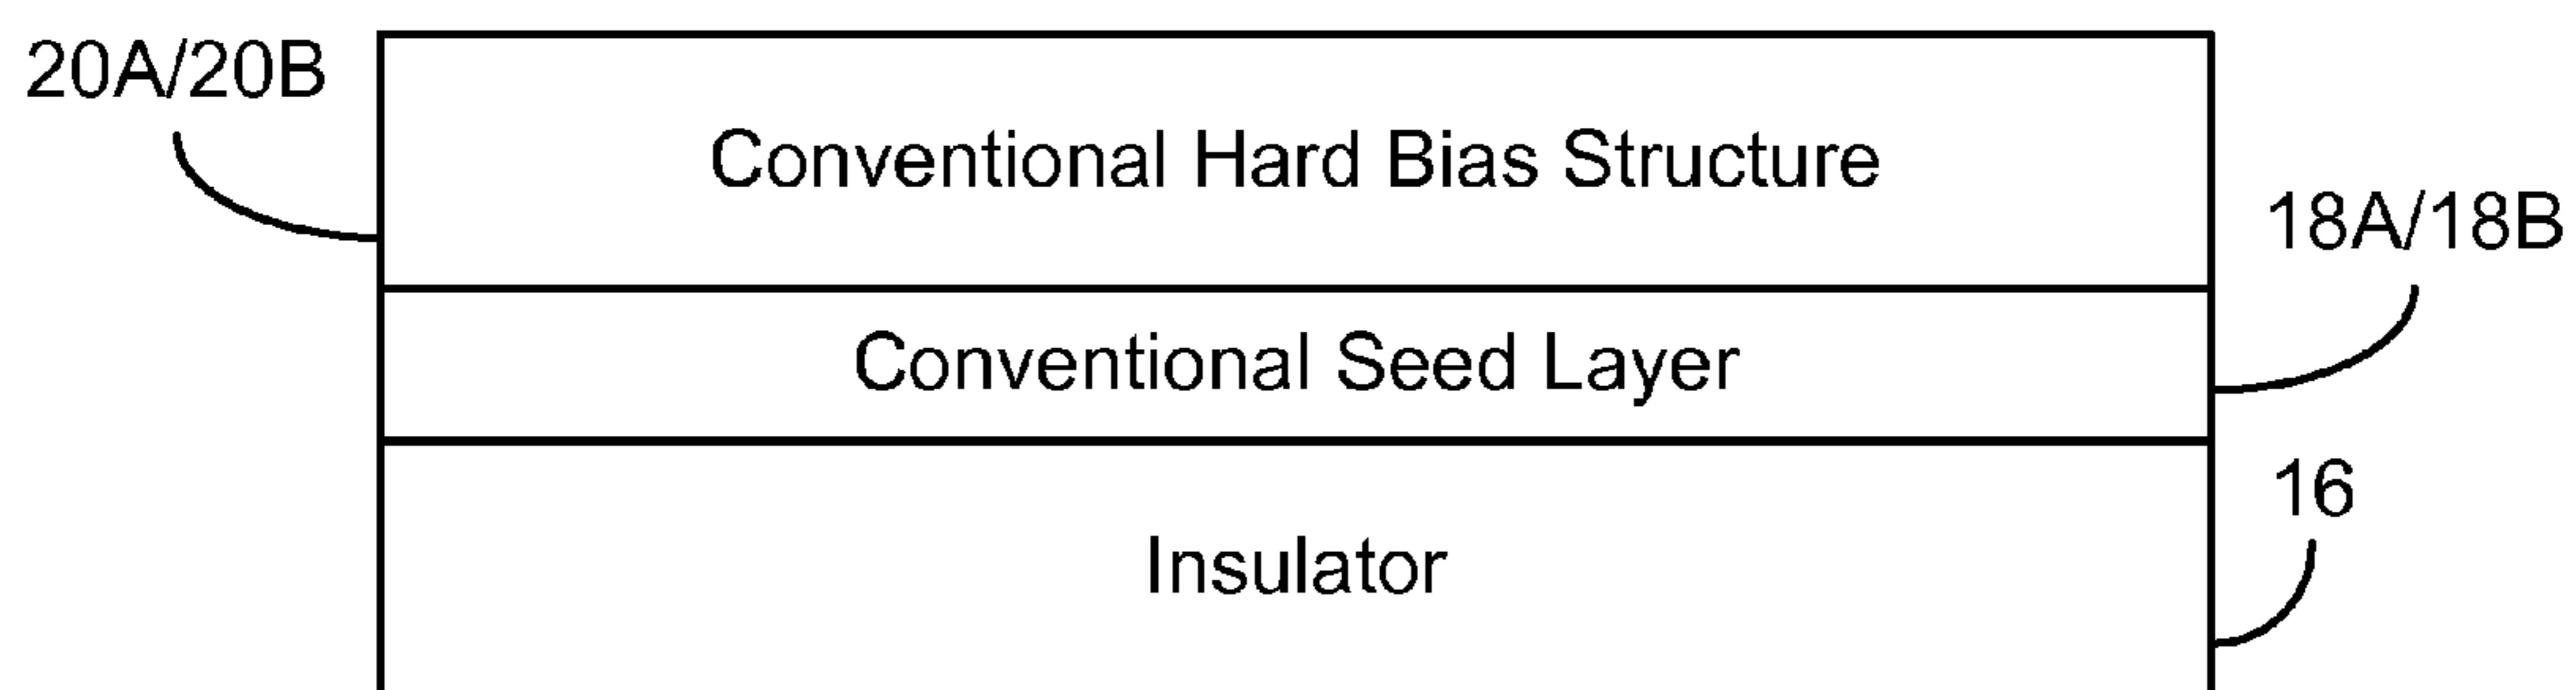 20A/20B
Conventional Hard Bias Structure
18A/18B
Conventional Seed Layer
16
Insulator